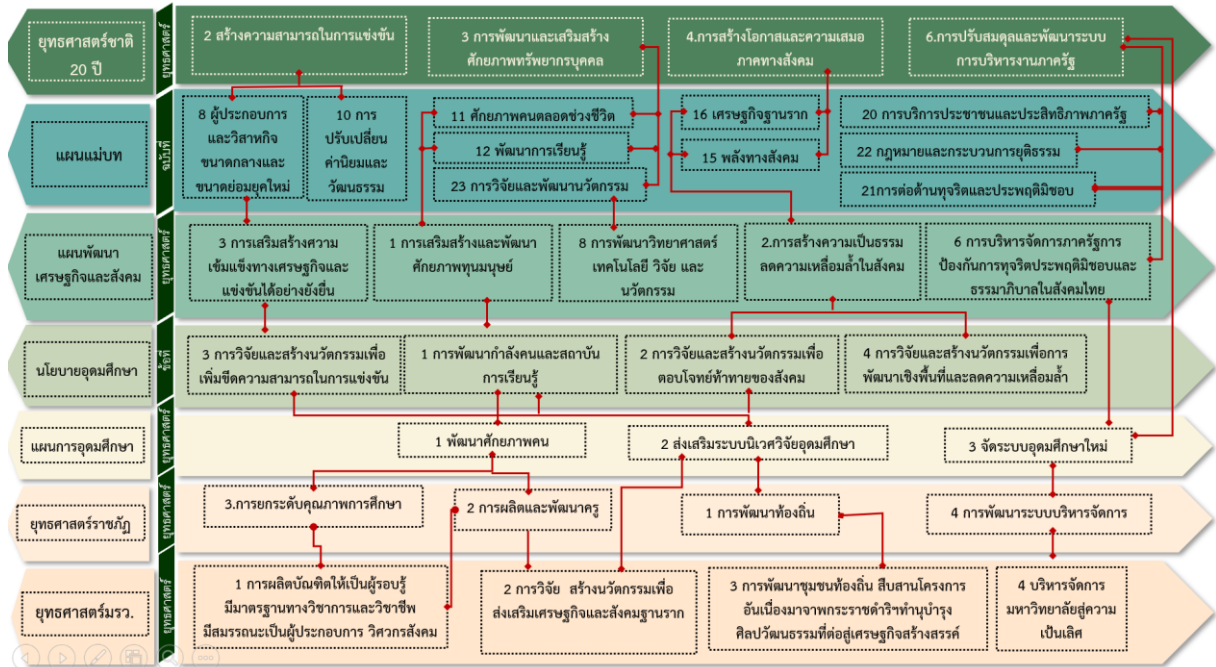 ยุทธศาสตร์ชาติ
20 ปี
ยุทธศาสตร์
2 สร้างความสามารถในการแข่งขัน
3 การพัฒนาและเสริมสร้าง
ศักยภาพทรัพยากรบุคคล
4.การสร้างโอกาสและความเสมอ
ภาคทางสังคม
6.การปรับสมดุลและพัฒนาระบบ
การบริหารงานภาครัฐ
แผนแม่บท
ฉบับที่
8 ผู้ประกอบการ
และวิสาหกิจ
ขนาดกลางและ
ขนาดย่อมยุคใหม่
10 การ
ปรับเปลี่ยน
ค่านิยมและ
วัฒนธรรม
11 ศักยภาพคนตลอดช่วงชีวิต
12 พัฒนาการเรียนรู้
23 การวิจัยและพัฒนานวัตกรรม
16 เศรษฐกิจฐานราก
15 พลังทางสังคม
20 การบริการประชาชนและประสิทธิภาพภาครัฐ
22 กฎหมายและกระบวนการยุติธรรม
21การต่อต้านทุจริตและประพฤติมิชอบ
แผนพัฒนา
เศรษฐกิจและสังคม
ยุทธศาสตร์
3 การเสริมสร้างความ
เข้มแข็งทางเศรษฐกิจและ
แข่งขันได้อย่างยั่งยืน
1 การเสริมสร้างและพัฒนา
ศักยภาพทุนมนุษย์
8 การพัฒนาวิทยาศาสตร์
เทคโนโลยี วิจัย และ
นวัตกรรม
2.การสร้างความเป็นธรรม
ลดความเหลื่อมล้ำในสังคม
6 การบริหารจัดการภาครัฐการ
ป้องกันการทุจริตประพฤติมิชอบและ
ธรรมาภิบาลในสังคมไทย
นโยบายอุดมศึกษา
ข้อที่
3 การวิจัยและสร้างนวัตกรรมเพื่อ
เพิ่มขีดความสามารถในการแข่งขัน
1 การพัฒนากำลังคนและสถาบัน
การเรียนรู้
2 การวิจัยและสร้างนวัตกรรมเพื่อ
ตอบโจทย์ท้าทายของสังคม
4 การวิจัยและสร้างนวัตกรรมเพื่อการ
พัฒนาเชิงพื้นที่และลดความเหลื่อมล้ำ
แผนการอุดมศึกษา
ยุทธศาสตร์
1 พัฒนาศักยภาพคน
2 ส่งเสริมระบบนิเวศวิจัยอุดมศึกษา
3 จัดระบบอุดมศึกษาใหม่
ยุทธศาสตร์ราชภัฏ
ยุทธศาสตร์
3.การยกระดับคุณภาพการศึกษา
2 การผลิตและพัฒนาครู
1 การพัฒนาท้องถิ่น
4 การพัฒนาระบบบริหารจัดการ
ยุทธศาสตร์มรว.
ยุทธศาสตร์
1 การผลิตบัณฑิตให้เป็นผู้รอบรู้
มีมาตรฐานทางวิชาการและวิชาชีพ
มีสมรรถนะเป็นผู้ประกอบการ วิศวกรสังคม
2 การวิจัย สร้างนวัตกรรมเพื่อ
ส่งเสริมเศรษฐกิจและสังคมฐานราก
3 การพัฒนาชุมชนท้องถิ่น สืบสานโครงการ
อันเนื่องมาจาพกระราชดำริฯทำนุบำรุง
ศิลปวัฒนธรรมที่ต่อสู่เศรษฐกิจสร้างสรรค์
4 บริหารจัดการ
มหาวิทยาลัยสู่ความ
เป็นเลิศ